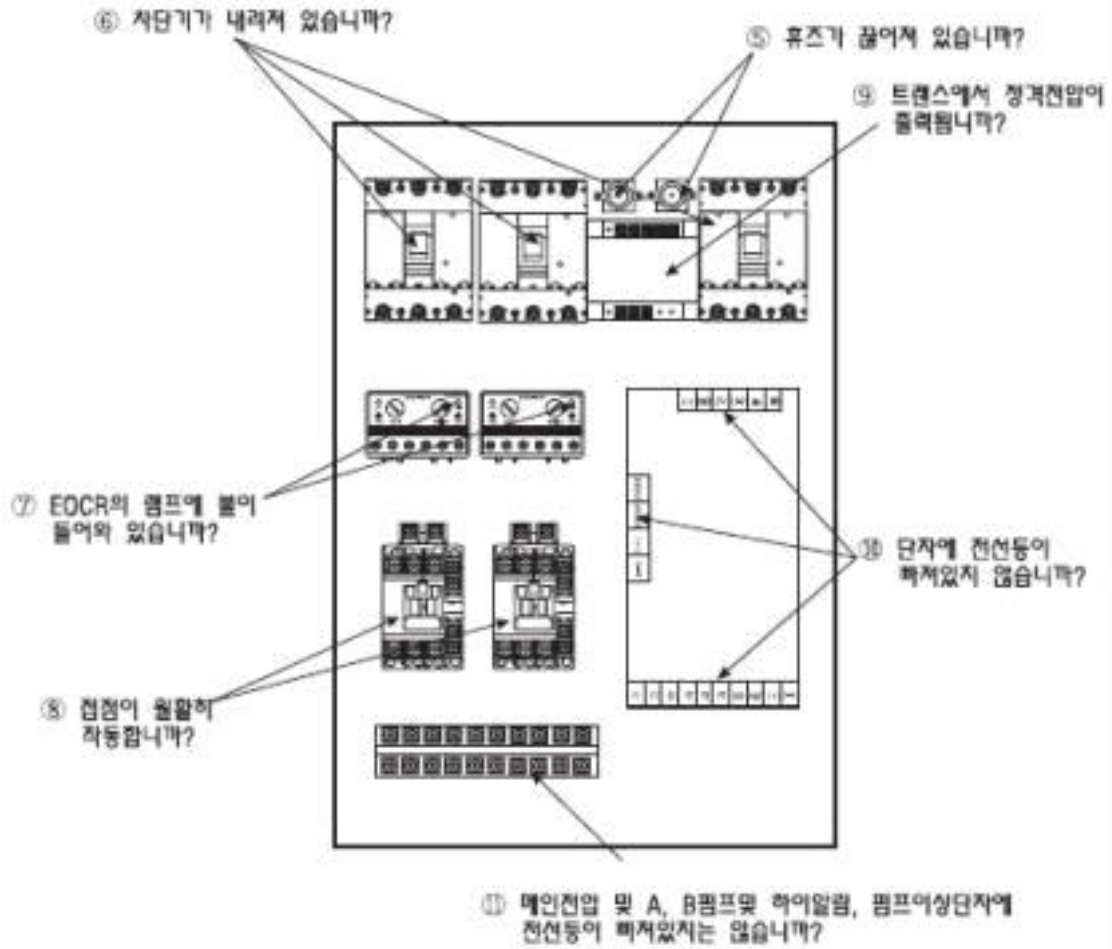 ⑥ 차단기가 내려져 있습니까?
⑤ 휴즈가 끊어져 있습니까?
⑨ 트랜스에서 정격전압이
출력됩니까?
⑦ EOCR의 램프에 불이
들어와 있습니까?
⑩ 단자에 전선등이
빠져있지 않습니까?
⑧ 접점이 원활히
작동합니까?
⑪ 메인전압 및 A, B펌프및 하이알람, 펌프이상단자에
전선등이 빠져있지는 않습니까?